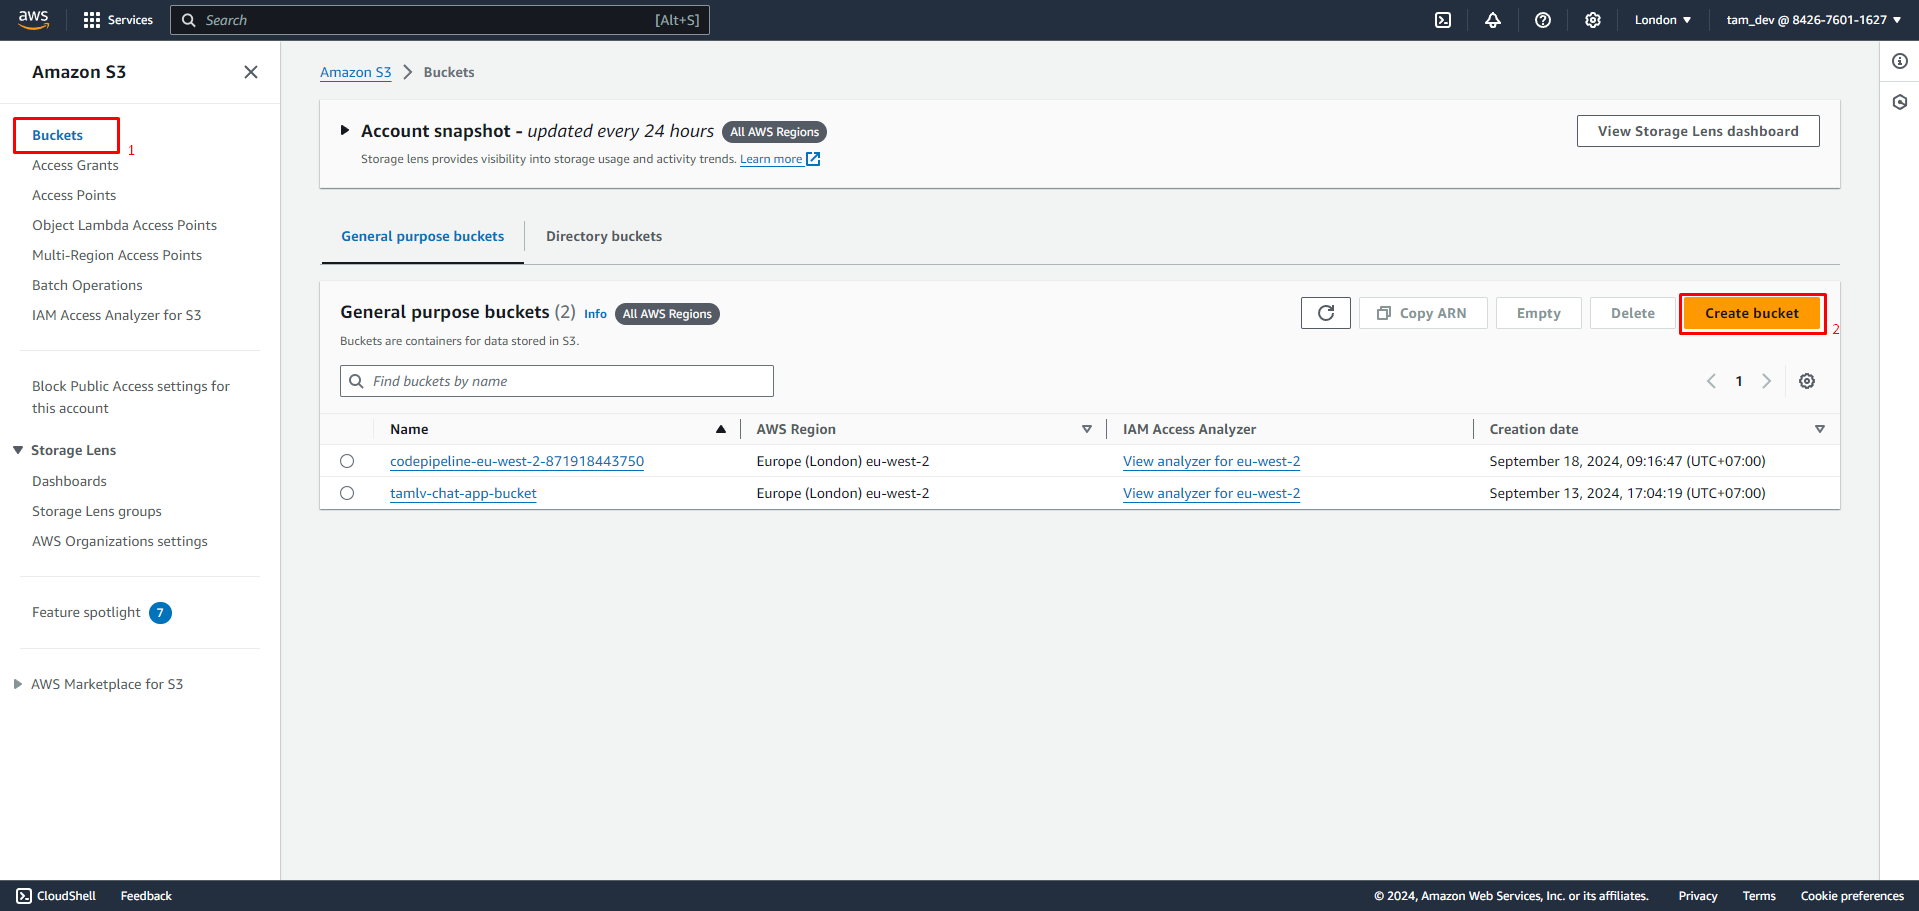 aws Services Search [Alt+S] London tam_dev @ 8426-7601-1627
Amazon S3
Buckets
1
Access Grants
Access Points
Object Lambda Access Points
Multi-Region Access Points
Batch Operations
IAM Access Analyzer for S3
Block Public Access settings for
this account
Storage Lens
Dashboards
Storage Lens groups
AWS Organizations settings
Feature spotlight 7
AWS Marketplace for S3
Amazon S3 Buckets
Account snapshot - updated every 24 hours All AWS Regions View Storage Lens dashboard
Storage lens provides visibility into storage usage and activity trends. Learn more
General purpose buckets Directory buckets
General purpose buckets (2) Info All AWS Regions Copy ARN Empty Delete Create bucket
2
Buckets are containers for data stored in S3.
Find buckets by name 1
Name AWS Region IAM Access Analyzer Creation date
codepipeline-eu-west-2-871918443750 Europe (London) eu-west-2 View analyzer for eu-west-2 September 18, 2024, 09:16:47 (UTC+07:00)
tamlv-chat-app-bucket Europe (London) eu-west-2 View analyzer for eu-west-2 September 13, 2024, 17:04:19 (UTC+07:00)
CloudShell Feedback © 2024, Amazon Web Services, Inc. or its affiliates. Privacy Terms Cookie preferences